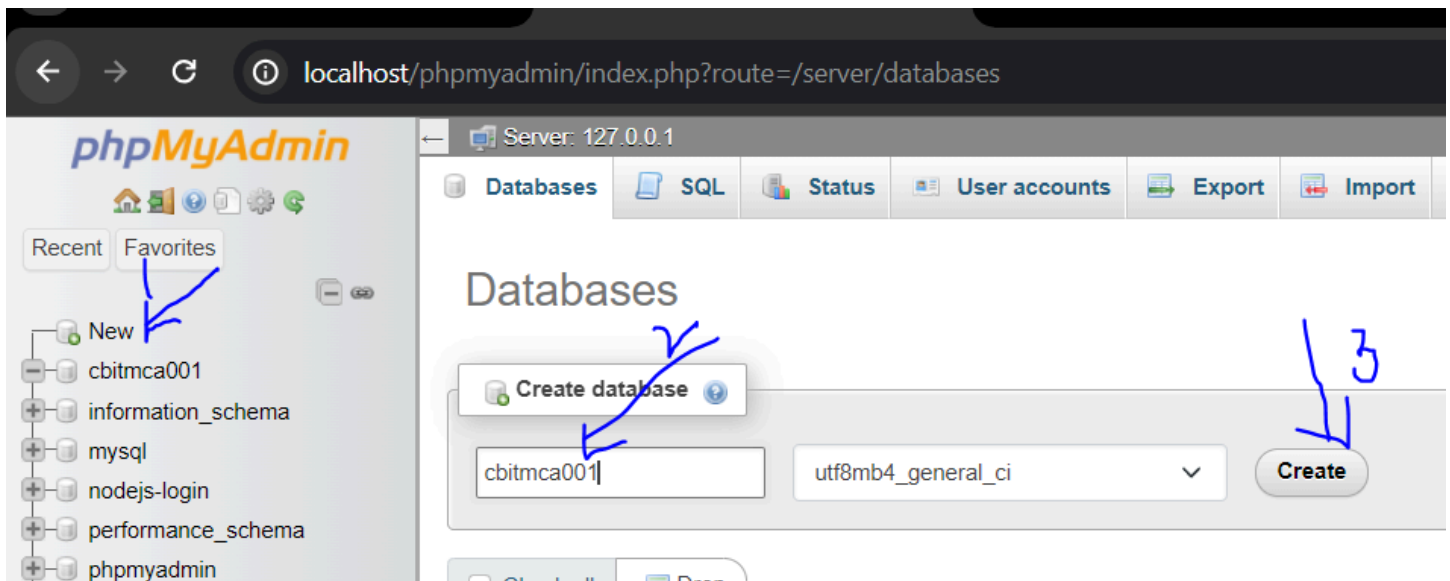 localhost/phpmyadmin/index.php?route=/server/databases
phpMyAdmin
Recent Favorites
New
cbitmca001
information_schema
mysql
nodejs-login
performance_schema
phpmyadmin
Server: 127.0.0.1
Databases SQL Status User accounts Export Import
Databases
2
3
Create database
cbitmca001 utf8mb4_general_ci Create